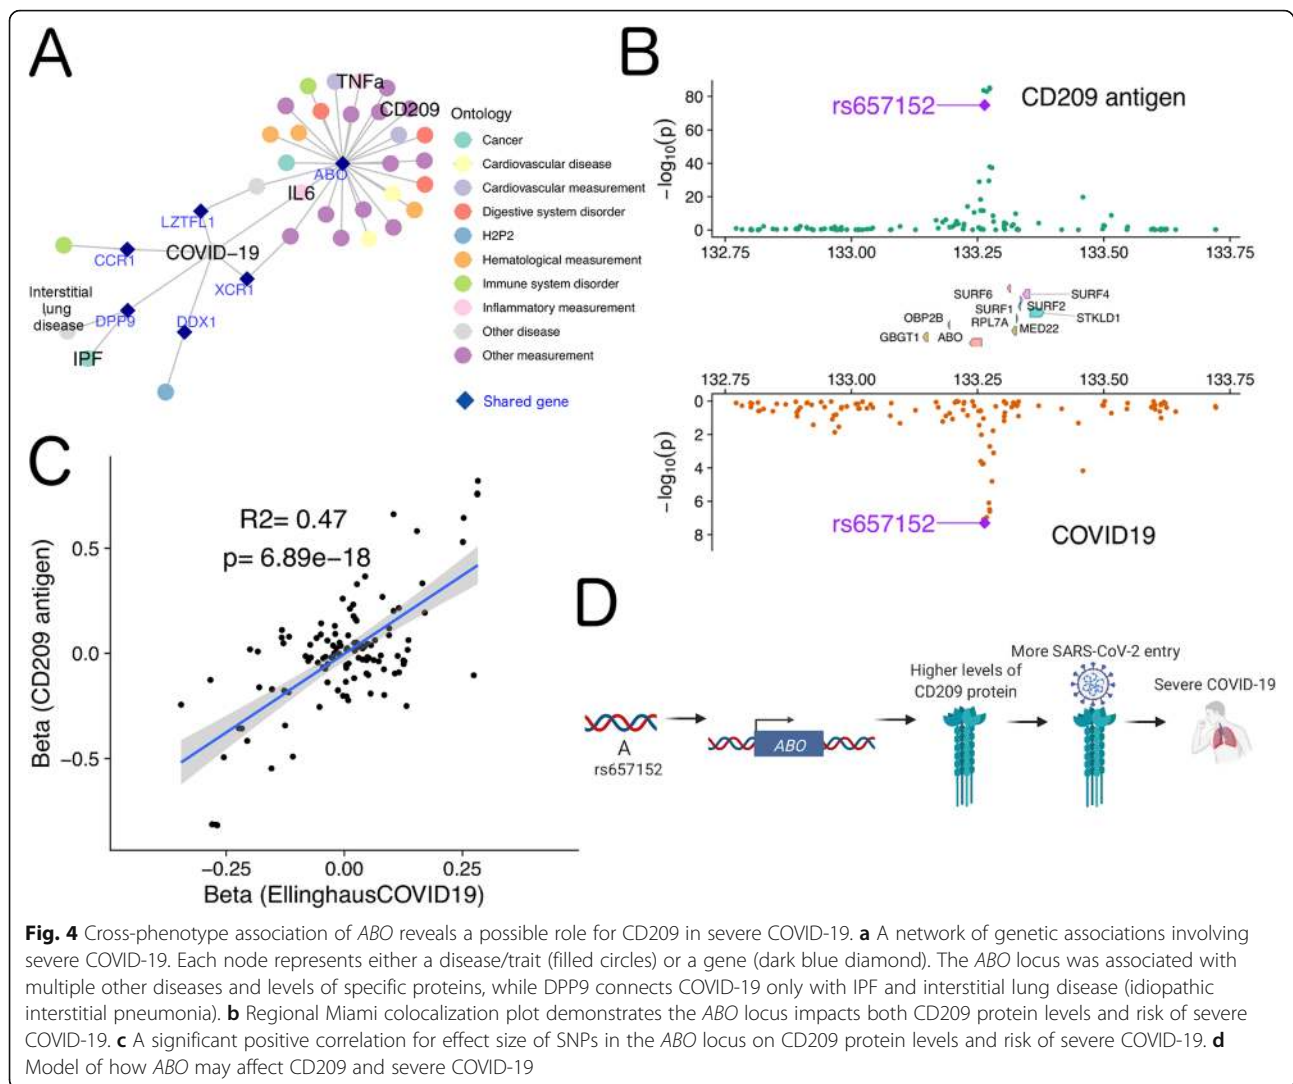 A
TNFa
CD209
ABO
IL6
LZTFL1
COVID-19
CCR1
XCR1
Interstitial
lung
disease
DPP9
DDX1
IPF
Ontology
Cancer
Cardiovascular disease
Cardiovascular measurement
Digestive system disorder
H2P2
Hematological measurement
Immune system disorder
Inflammatory measurement
Other disease
Other measurement
Shared gene
B
CD209 antigen
rs657152
−log10(p)
80
60
40
20
0
132.75 133.00 133.25 133.50 133.75
SURF6 SURF4
SURF1 SURF2
OBP2B RPL7A STKLD1
GBGT1 ABO MED22
132.75 133.00 133.25 133.50 133.75
0
2
4
6
8
−log10(p)
rs657152
COVID19
C
R2= 0.47
p= 6.89e−18
Beta (CD209 antigen)
0.5
0.0
−0.5
−0.25 0.00 0.25
Beta (EllinghausCOVID19)
D
A
rs657152
ABO
Higher levels of
CD209 protein
More SARS-CoV-2 entry
Severe COVID-19
Fig. 4 Cross-phenotype association of ABO reveals a possible role for CD209 in severe COVID-19. a A network of genetic associations involving
severe COVID-19. Each node represents either a disease/trait (filled circles) or a gene (dark blue diamond). The ABO locus was associated with
multiple other diseases and levels of specific proteins, while DPP9 connects COVID-19 only with IPF and interstitial lung disease (idiopathic
interstitial pneumonia). b Regional Miami colocalization plot demonstrates the ABO locus impacts both CD209 protein levels and risk of severe
COVID-19. c A significant positive correlation for effect size of SNPs in the ABO locus on CD209 protein levels and risk of severe COVID-19. d
Model of how ABO may affect CD209 and severe COVID-19